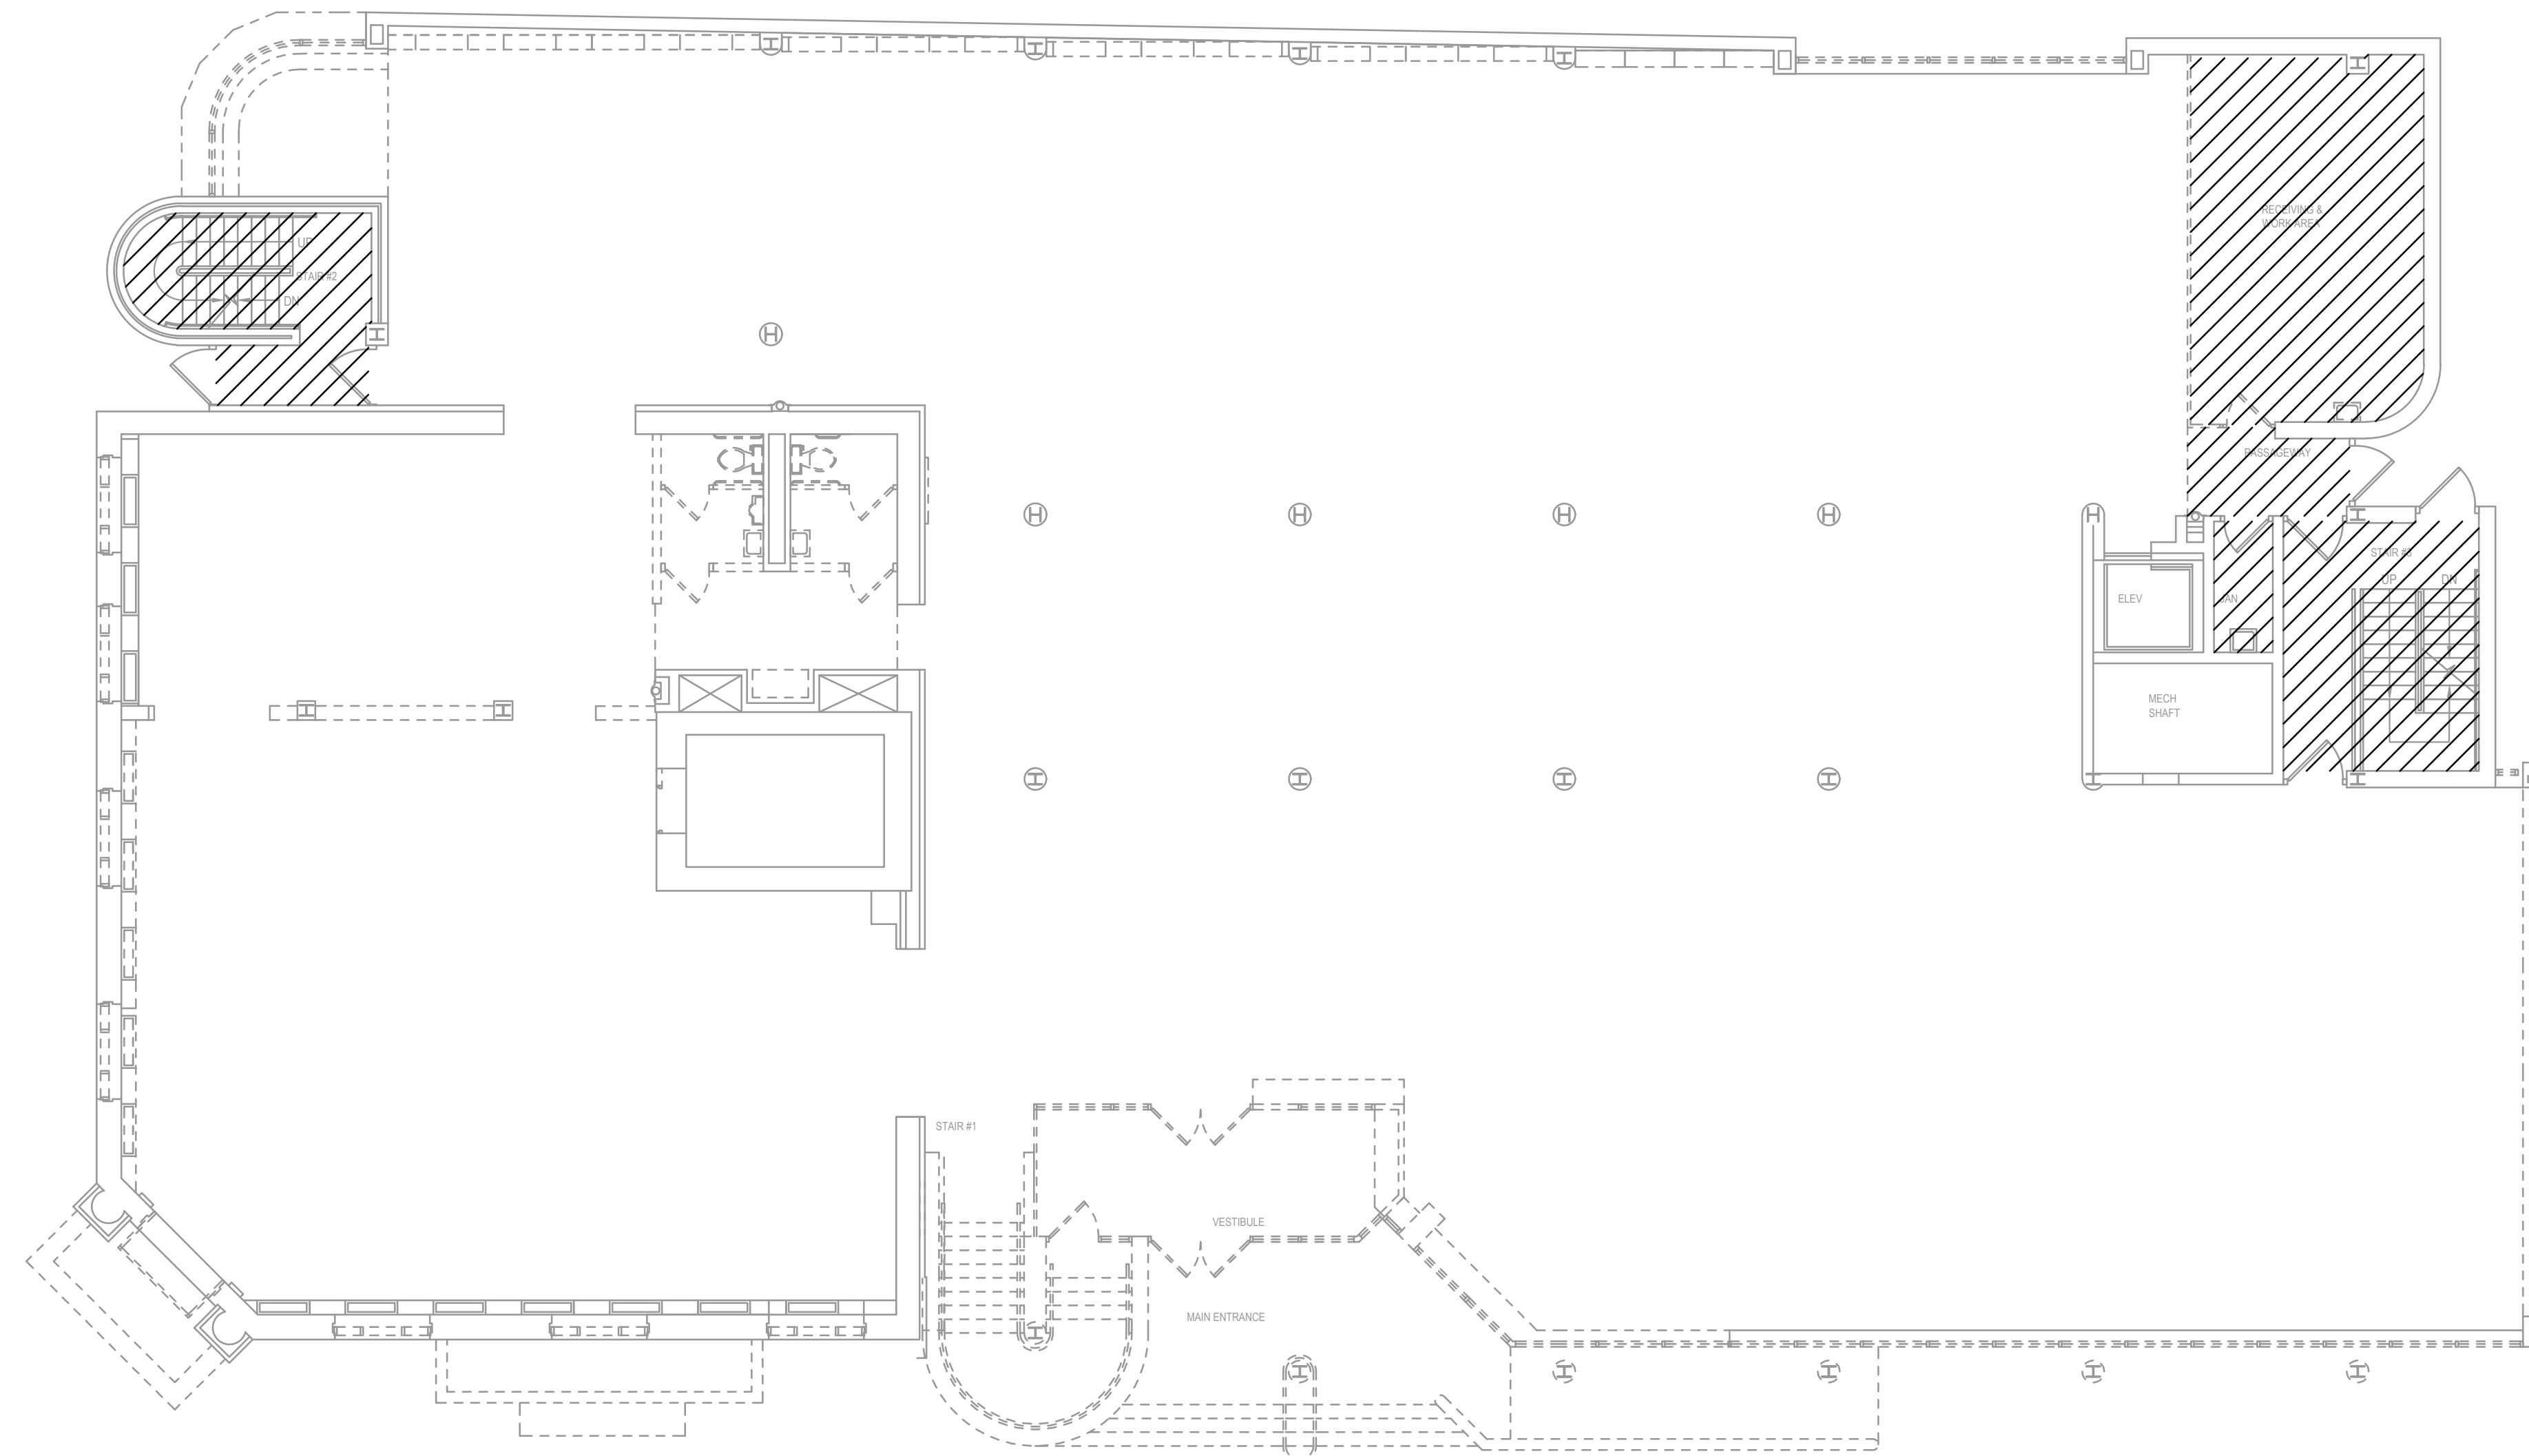 RECEIVING &
WORK AREA
UP
STAIR #2
DN
PASSAGEWAY
STAIR #3
UP
DN
ELEV
JAN
MECH
SHAFT
STAIR #1
VESTIBULE
MAIN ENTRANCE